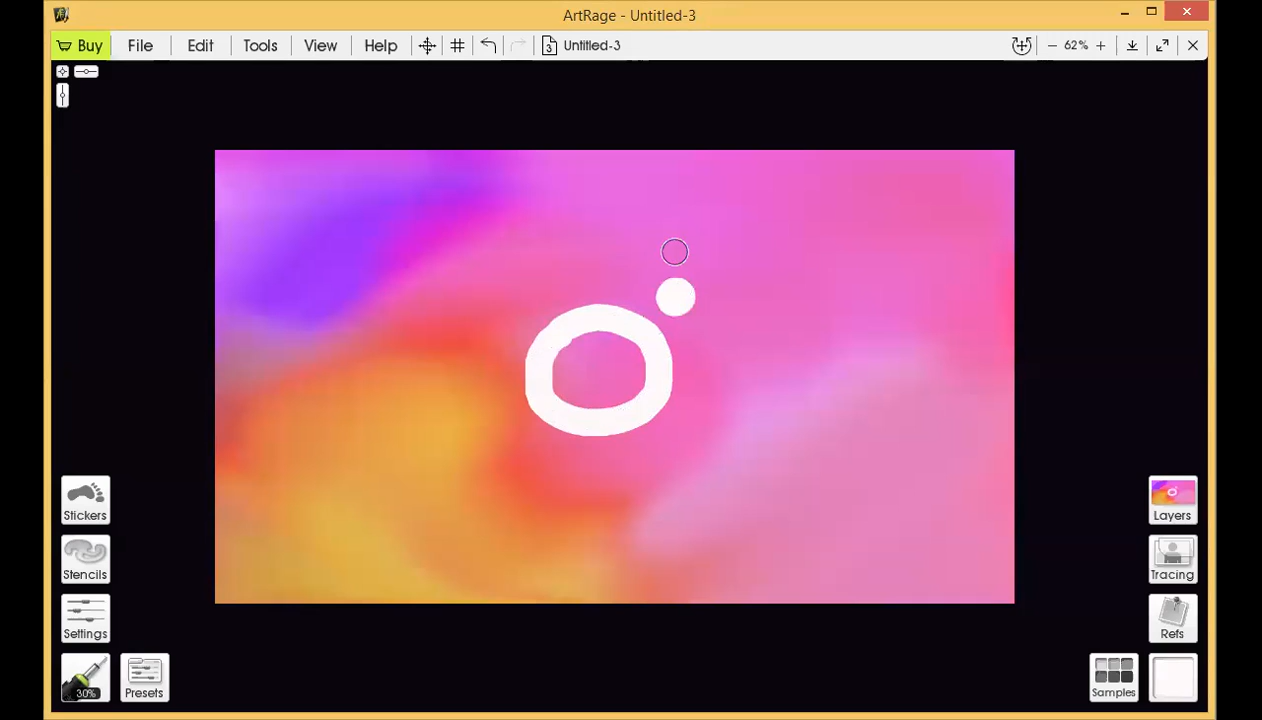 ArtRage - Untitled-3
Buy File Edit Tools View Help 3 Untitled-3 62%
Stickers
Stencils
Settings
30%
Presets
Layers
Tracing
Refs
Samples